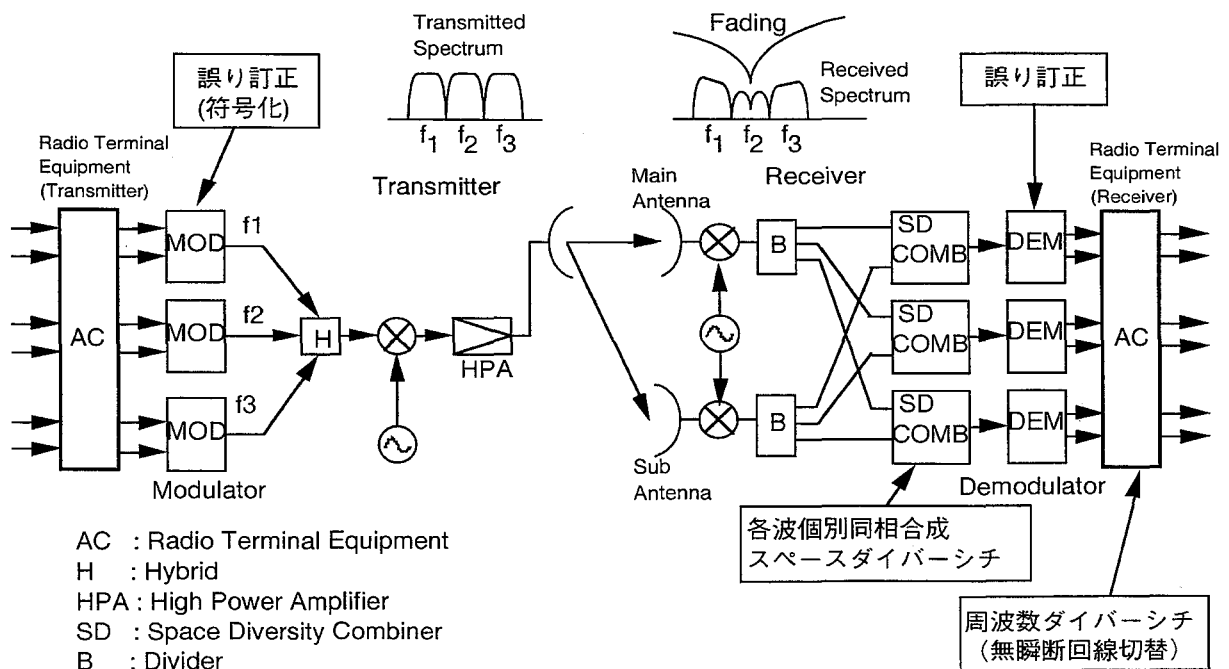 Transmitted
Spectrum
f1 f2 f3
Fading
Received
Spectrum
f1 f2 f3
誤り訂正
(符号化)
誤り訂正
Radio Terminal
Equipment
(Transmitter)
Transmitter
Main
Antenna
Receiver
Radio Terminal
Equipment
(Receiver)
AC
MOD
f1
MOD
f2
MOD
f3
H
HPA
B
B
SD
COMB
SD
COMB
SD
COMB
DEM
DEM
DEM
AC
Modulator
Sub
Antenna
Demodulator
各波個別同相合成
スペースダイバーシチ
周波数ダイバーシチ
(無瞬断回線切替)
AC : Radio Terminal Equipment
H : Hybrid
HPA : High Power Amplifier
SD : Space Diversity Combiner
B : Divider